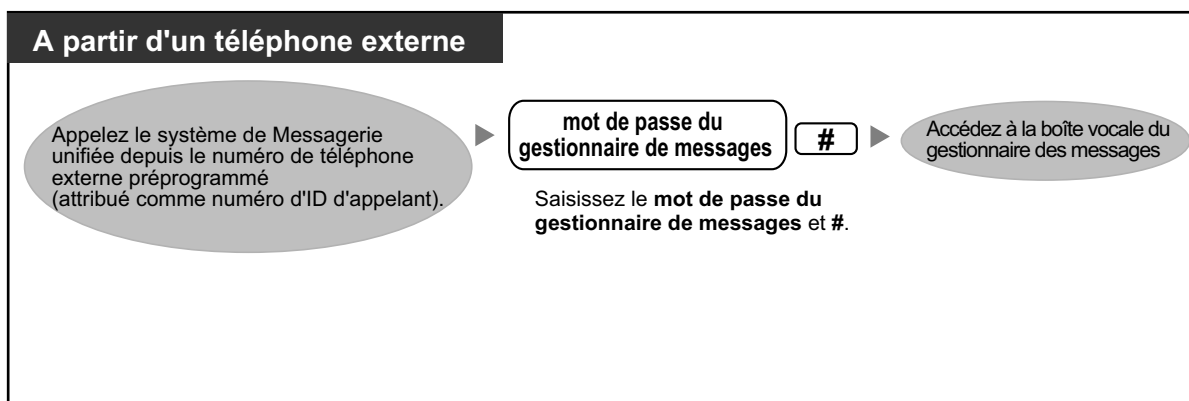 A partir d'un téléphone externe
Appelez le système de Messagerie
unifiée depuis le numéro de téléphone
externe préprogrammé
(attribué comme numéro d'ID d'appelant).
mot de passe du
gestionnaire de messages
#
Saisissez le mot de passe du
gestionnaire de messages et #.
Accédez à la boîte vocale du
gestionnaire des messages